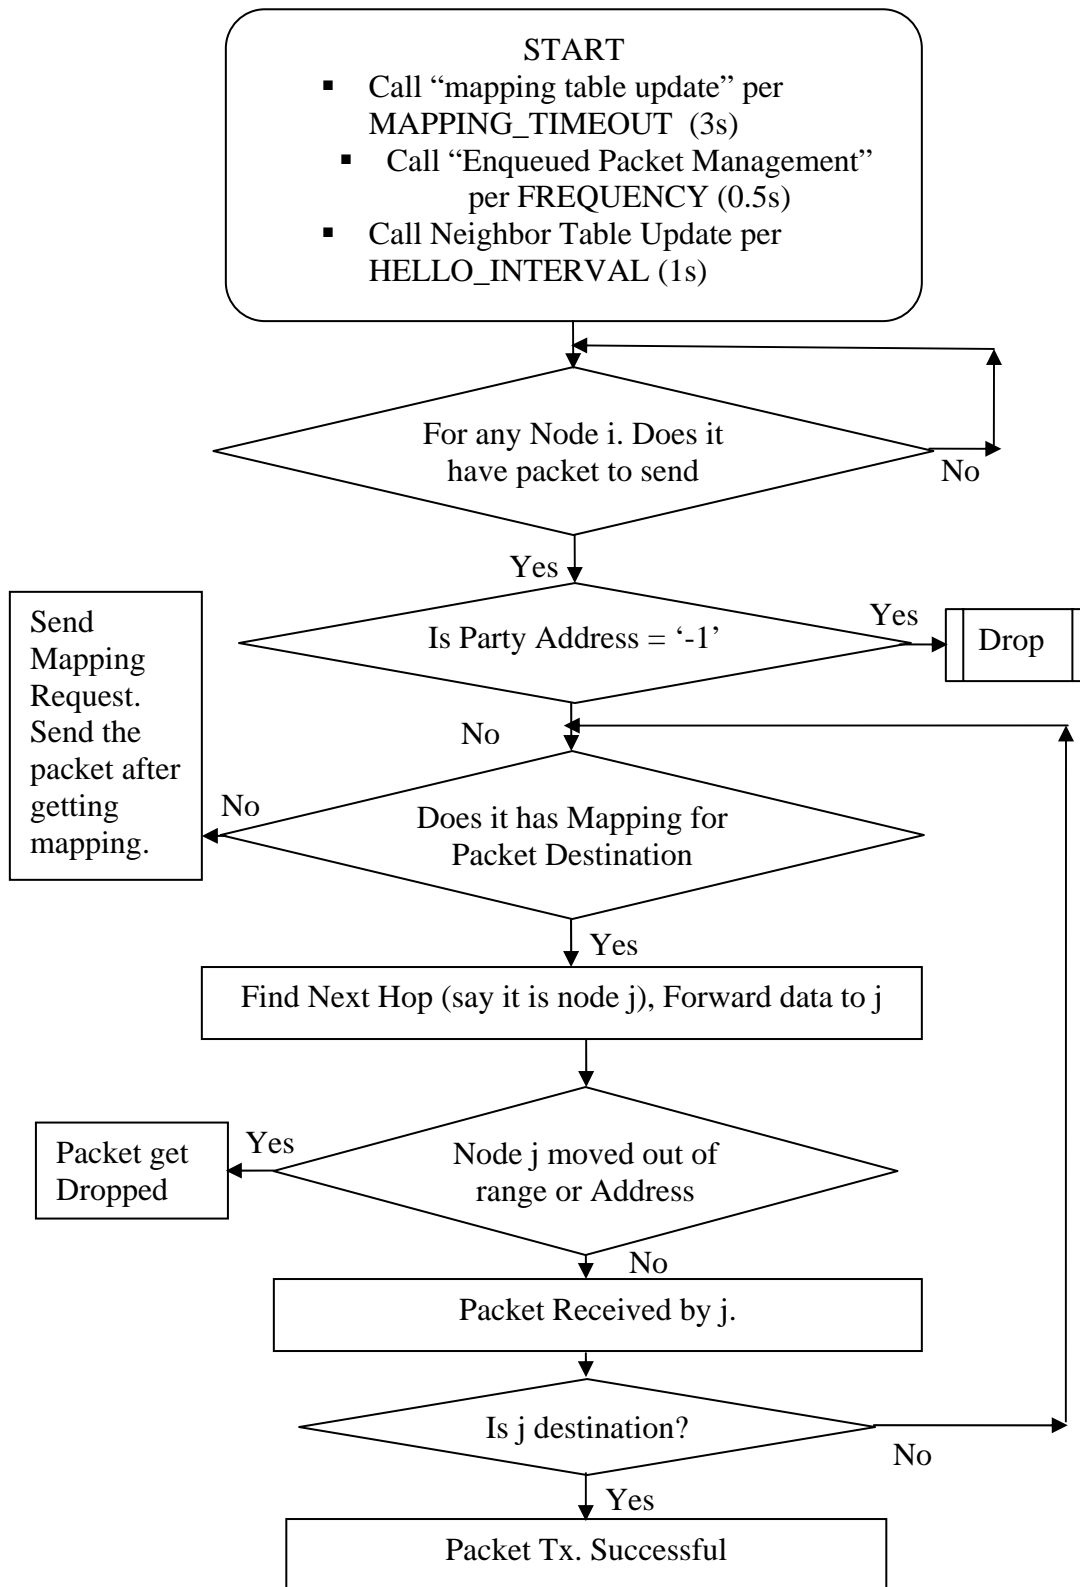 START
▪ Call “mapping table update” per
MAPPING_TIMEOUT (3s)
▪ Call “Enqueued Packet Management”
per FREQUENCY (0.5s)
▪ Call Neighbor Table Update per
HELLO_INTERVAL (1s)
For any Node i. Does it
have packet to send
No
Yes
Is Party Address = ‘-1’
Yes
Drop
No
Send
Mapping
Request.
Send the
packet after
getting
mapping.
No
Does it has Mapping for
Packet Destination
Yes
Find Next Hop (say it is node j), Forward data to j
Packet get
Dropped
Yes
Node j moved out of
range or Address
No
Packet Received by j.
Is j destination?
No
Yes
Packet Tx. Successful